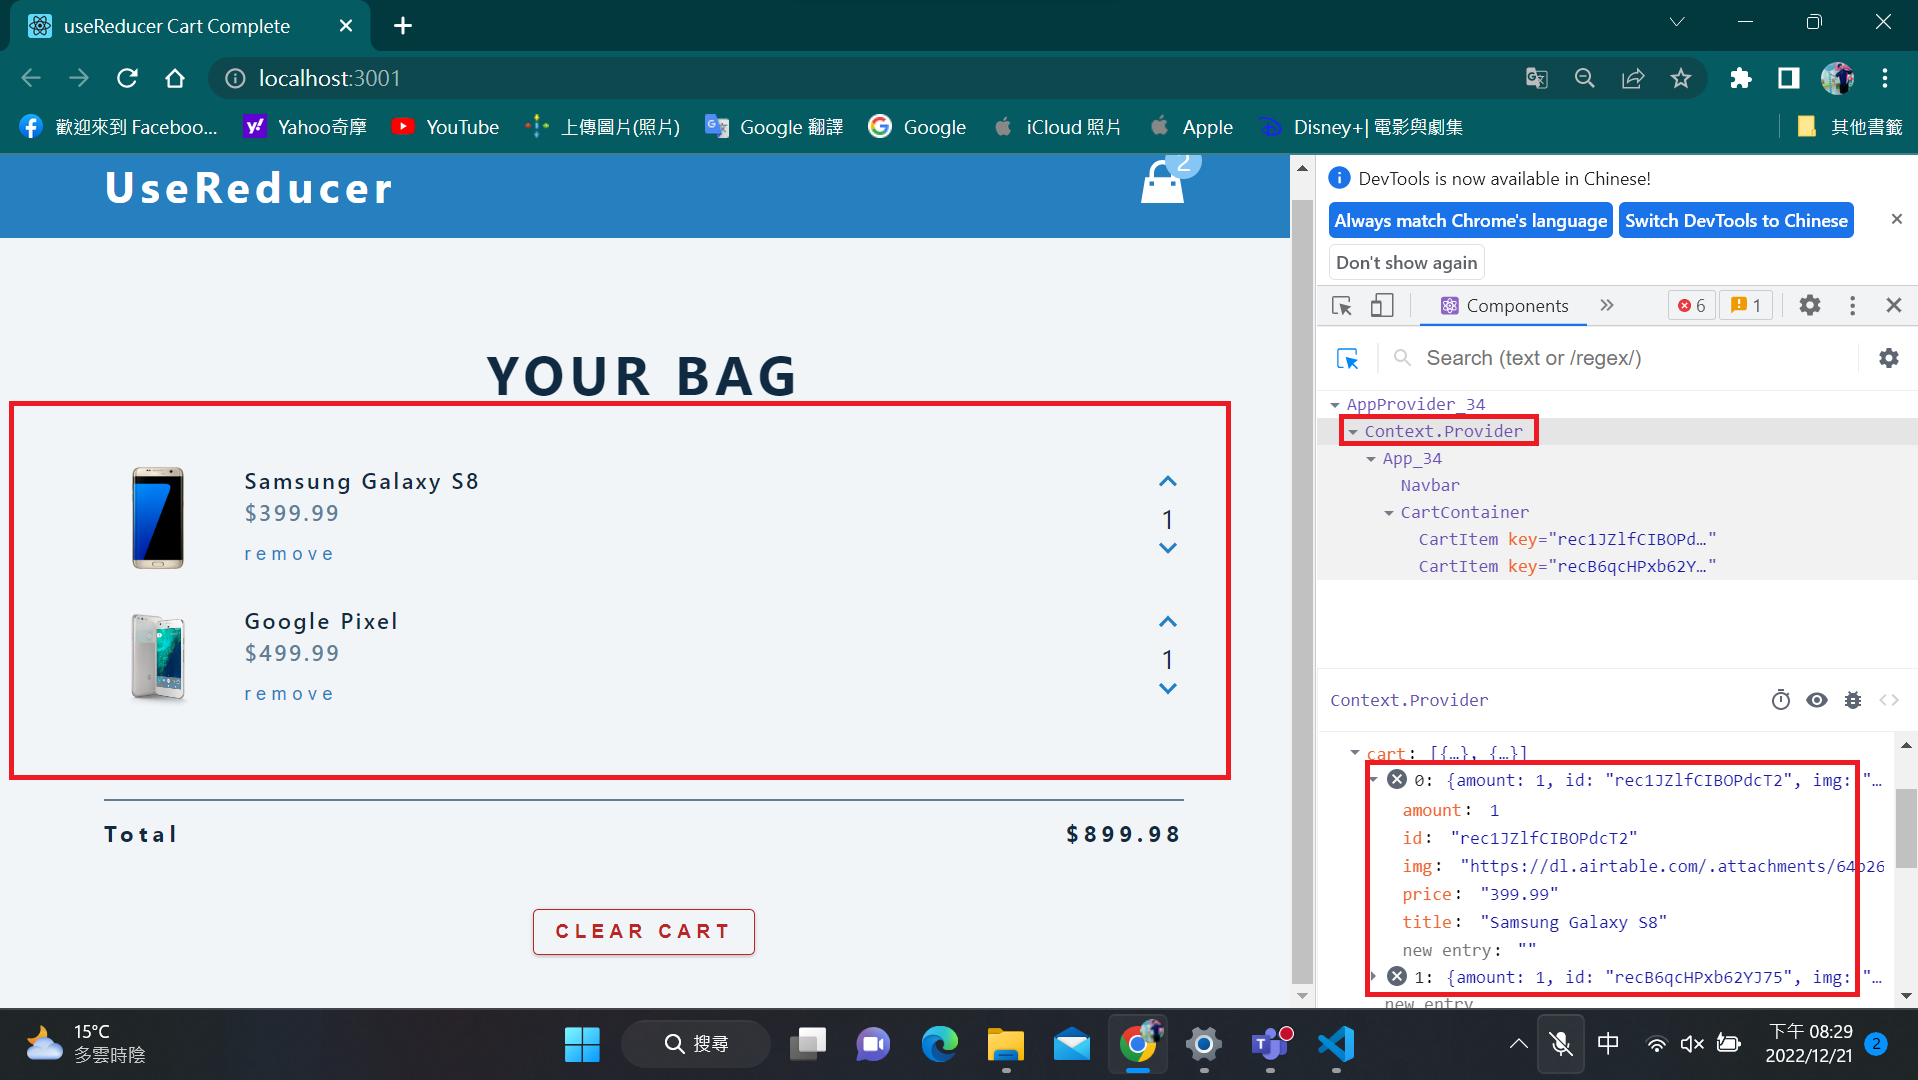 useReducer Cart Complete
localhost:3001
歡迎來到 Faceboo...
Yahoo奇摩
YouTube
上傳圖片(照片)
Google 翻譯
Google
iCloud 照片
Apple
Disney+| 電影與劇集
其他書籤
UseReducer
2
YOUR BAG
Samsung Galaxy S8
$399.99
remove
1
Google Pixel
$499.99
remove
1
Total
$899.98
CLEAR CART
DevTools is now available in Chinese!
Always match Chrome's language
Switch DevTools to Chinese
Don't show again
Components
6
1
Search (text or /regex/)
AppProvider_34
Context.Provider
App_34
Navbar
CartContainer
CartItem key="rec1JZlfCIBOPd…"
CartItem key="recB6qcHPxb62Y…"
Context.Provider
cart: [{…}, {…}]
0: {amount: 1, id: "rec1JZlfCIBOPdcT2", img: "…
amount: 1
id: "rec1JZlfCIBOPdcT2"
img: "https://dl.airtable.com/.attachments/64b26
price: "399.99"
title: "Samsung Galaxy S8"
new entry: ""
1: {amount: 1, id: "recB6qcHPxb62YJ75", img: "…
new entry
15°C
多雲時陰
搜尋
中
下午 08:29
2022/12/21
2